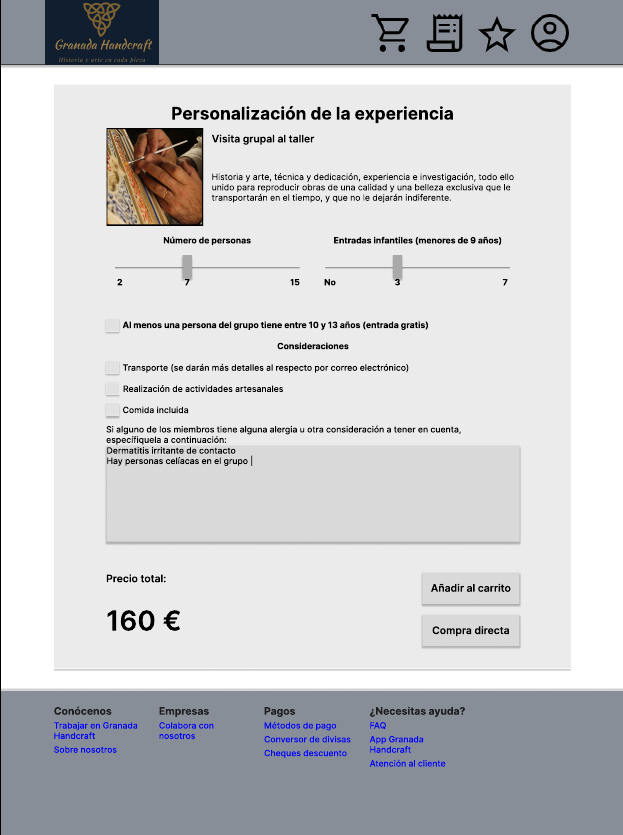 Granada Handcraft
Historia y arte en cada pieza
Personalización de la experiencia
Visita grupal al taller
Historia y arte, técnica y dedicación, experiencia e investigación, todo ello
unido para reproducir obras de una calidad y una belleza exclusiva que le
transportarán en el tiempo, y que no le dejarán indiferente.
Número de personas
2 7 15
Entradas infantiles (menores de 9 años)
No 3 7
Al menos una persona del grupo tiene entre 10 y 13 años (entrada gratis)
Consideraciones
Transporte (se darán más detalles al respecto por correo electrónico)
Realización de actividades artesanales
Comida incluida
Si alguno de los miembros tiene alguna alergia u otra consideración a tener en cuenta,
específiquela a continuación:
Dermatitis irritante de contacto
Hay personas celíacas en el grupo |
Precio total:
160 €
Añadir al carrito
Compra directa
Conócenos
Trabajar en Granada
Handcraft
Sobre nosotros
Empresas
Colabora con
nosotros
Pagos
Métodos de pago
Conversor de divisas
Cheques descuento
¿Necesitas ayuda?
FAQ
App Granada
Handcraft
Atención al cliente